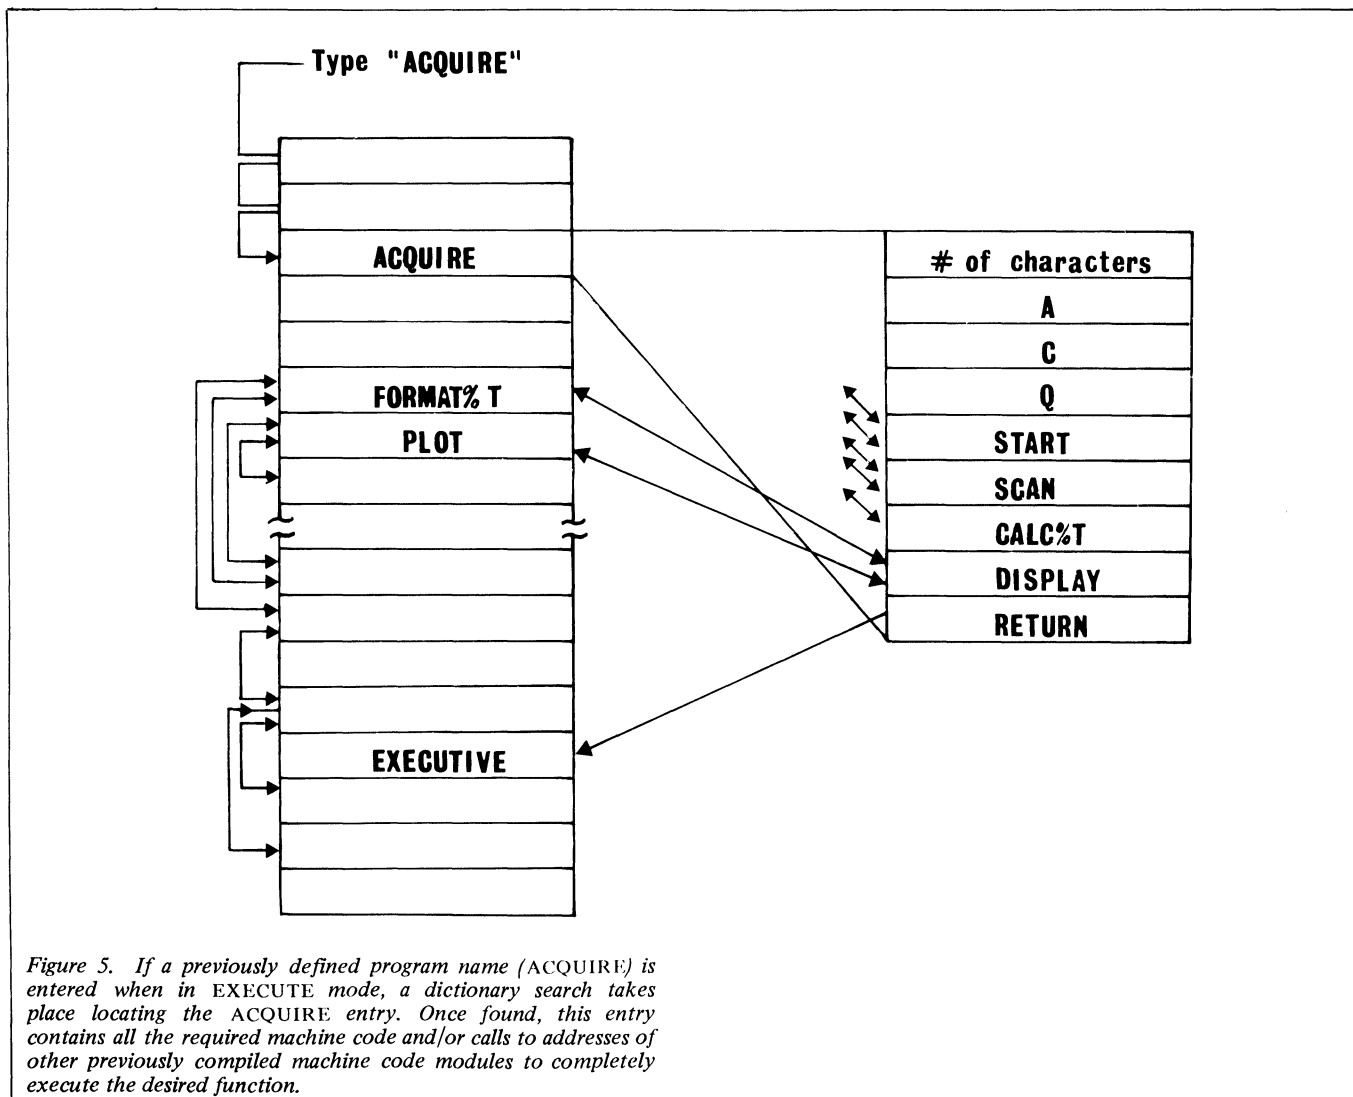 Type "ACQUIRE"
ACQUIRE
FORMAT% T
PLOT
EXECUTIVE
# of characters
A
C
Q
START
SCAN
CALC%T
DISPLAY
RETURN
Figure 5. If a previously defined program name (ACQUIRE) is
entered when in EXECUTE mode, a dictionary search takes
place locating the ACQUIRE entry. Once found, this entry
contains all the required machine code and/or calls to addresses of
other previously compiled machine code modules to completely
execute the desired function.